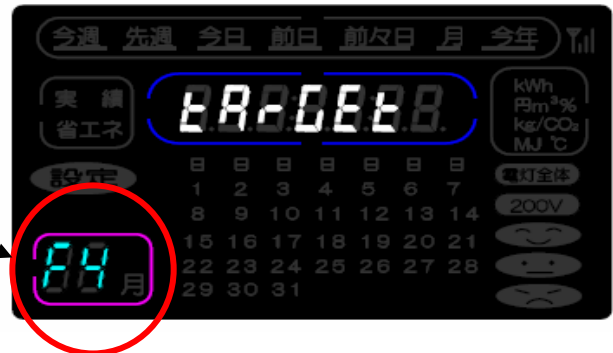 今週 先週 今日 前日 前々日 月 今年
実績
省エネ
tArGEt
kWh
円m³%
kg/CO₂
MJ ℃
設定
日 日 日 日 日 日 日
1 2 3 4 5 6 7
電灯全体
8 9 10 11 12 13 14
200V
15 16 17 18 19 20 21
F4 月
22 23 24 25 26 27 28
29 30 31